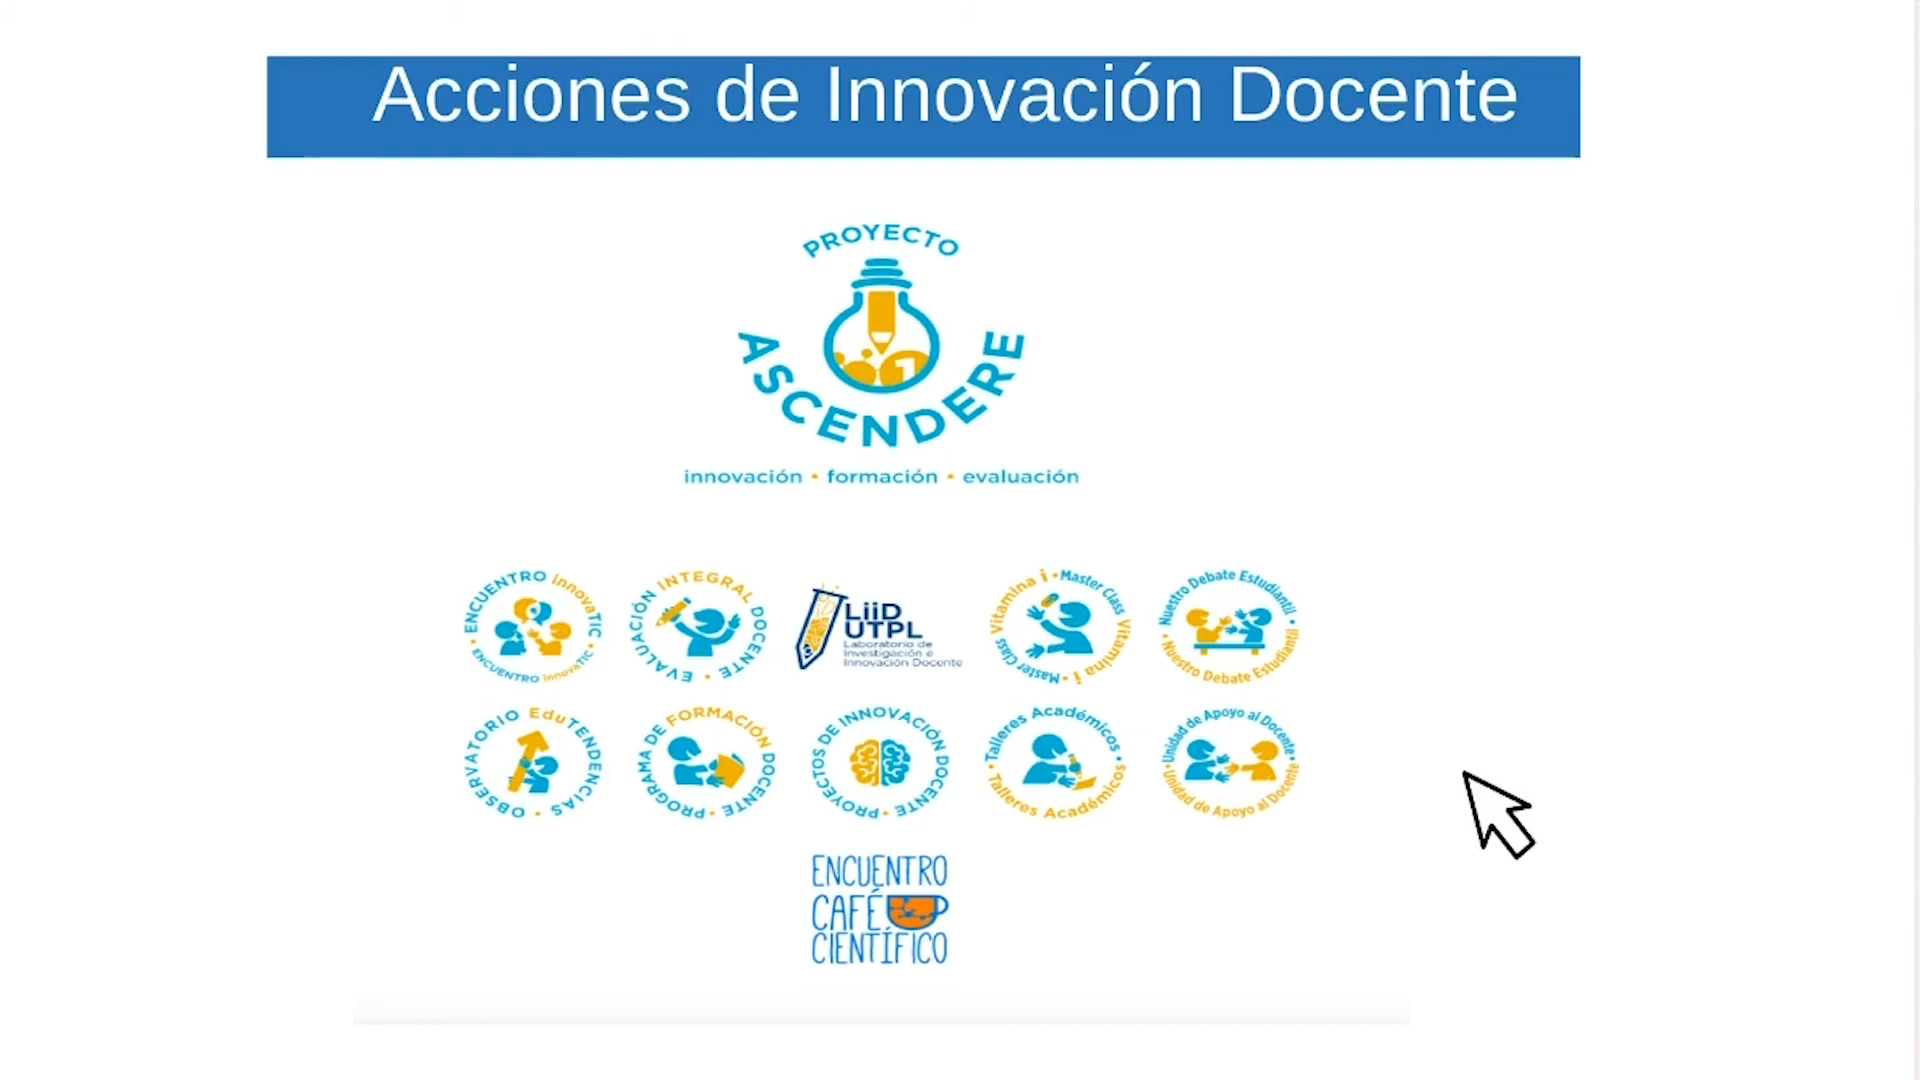 Acciones de Innovación Docente
PROYECTO
ASCENDERE
innovación • formación • evaluación
• ENCUENTRO InnovaTIC • ENCUENTRO InnovaTIC
EVALUACIÓN INTEGRAL DOCENTE •
LiiD
UTPL
Laboratorio de
Investigación e
Innovación Docente
Vitamina i • Master Class Vitamina i • Master Class
Nuestro Debate Estudiantil • Nuestro Debate Estudiantil •
OBSERVATORIO EduTENDENCIAS •
PROGRAMA DE FORMACIÓN DOCENTE •
PROYECTOS DE INNOVACIÓN DOCENTE •
Talleres Académicos • Talleres Académicos •
Unidad de Apoyo al Docente • Unidad de Apoyo al Docente •
ENCUENTRO
CAFÉ
CIENTÍFICO